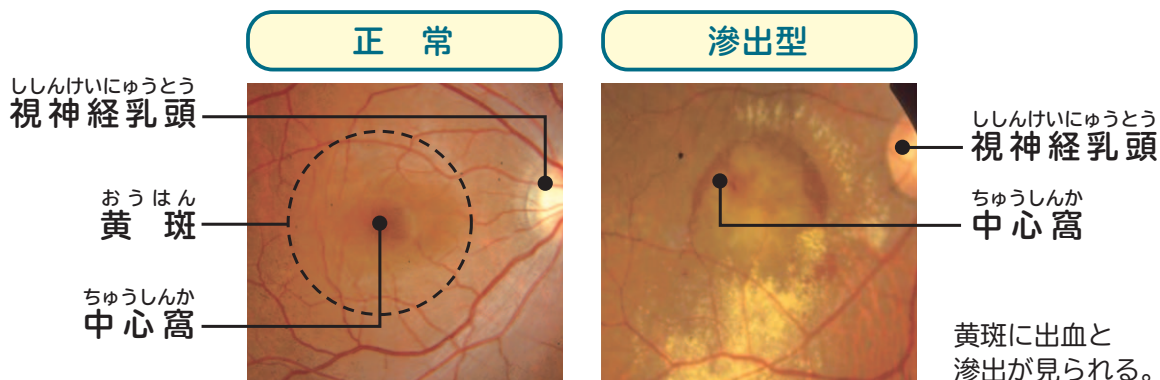 正 常
滲出型
ししんけいにゅうとう
視神経乳頭
おうはん
黄 斑
ちゅうしんか
中心窩
ししんけいにゅうとう
視神経乳頭
ちゅうしんか
中心窩
黄斑に出血と
滲出が見られる。